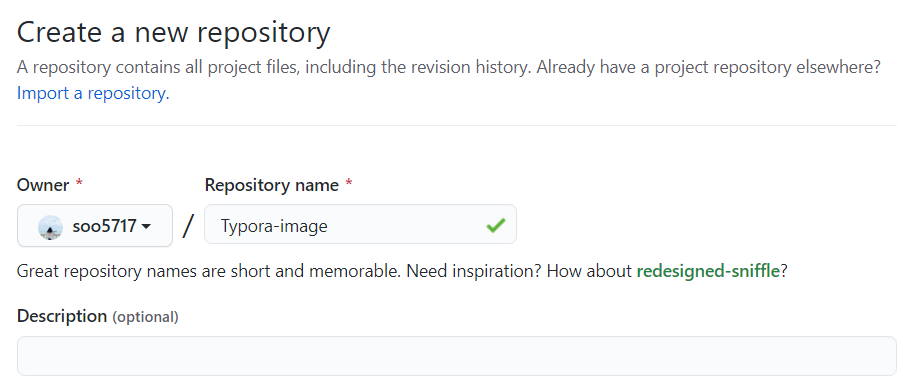 Create a new repository
A repository contains all project files, including the revision history. Already have a project repository elsewhere?
Import a repository.
Owner * Repository name *
soo5717 / Typora-image
Great repository names are short and memorable. Need inspiration? How about redesigned-sniffle?
Description (optional)